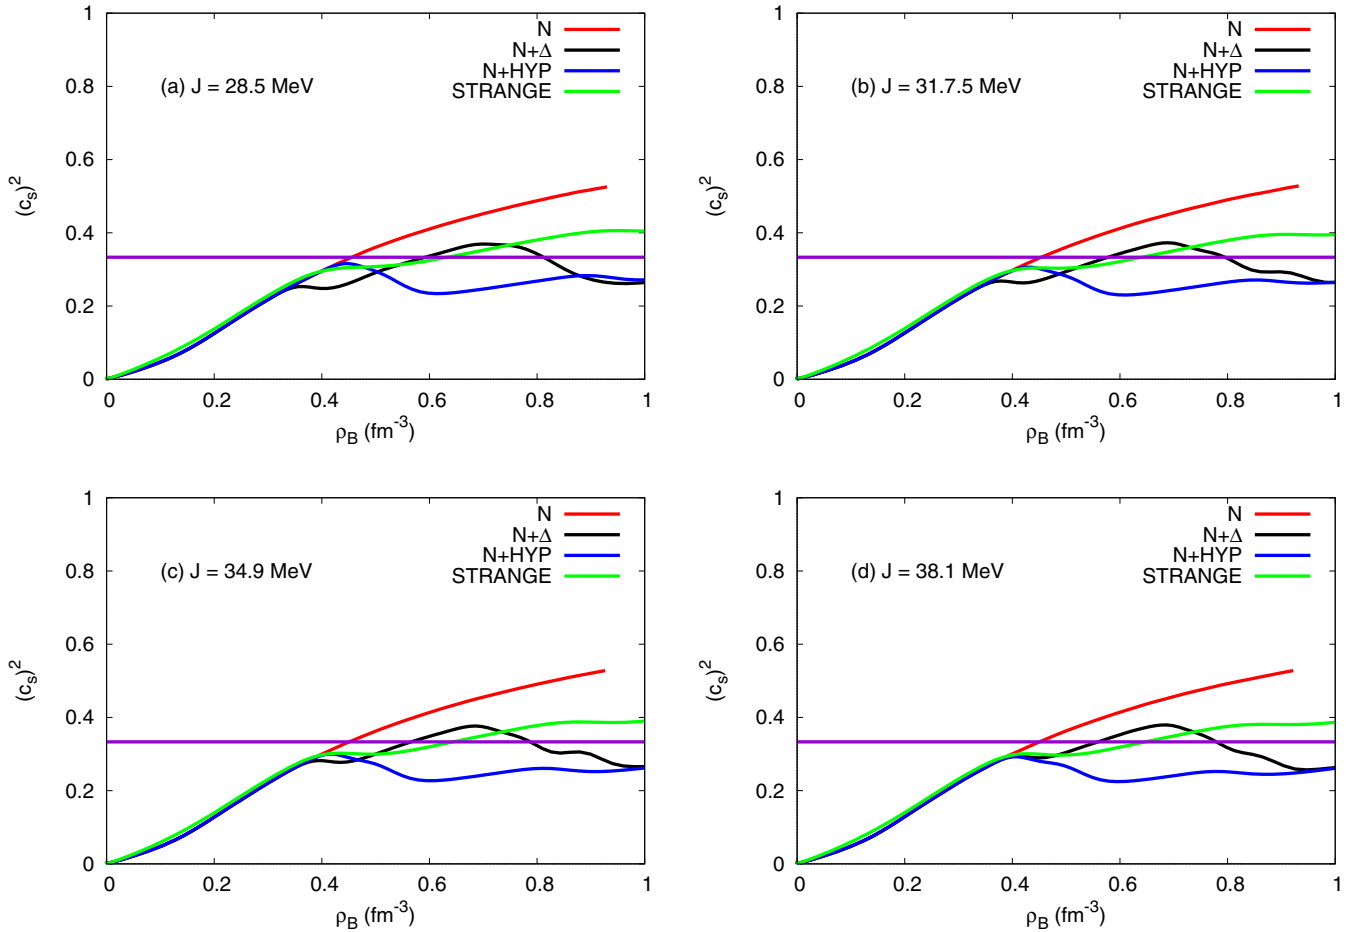 1
0.8
0.6
0.4
0.2
0
0
0.2
0.4
0.6
0.8
1
(c_s)^2
ρ_B (fm^-3)
(a) J = 28.5 MeV
N
N+Δ
N+HYP
STRANGE
1
0.8
0.6
0.4
0.2
0
0
0.2
0.4
0.6
0.8
1
(c_s)^2
ρ_B (fm^-3)
(b) J = 31.7.5 MeV
N
N+Δ
N+HYP
STRANGE
1
0.8
0.6
0.4
0.2
0
0
0.2
0.4
0.6
0.8
1
(c_s)^2
ρ_B (fm^-3)
(c) J = 34.9 MeV
N
N+Δ
N+HYP
STRANGE
1
0.8
0.6
0.4
0.2
0
0
0.2
0.4
0.6
0.8
1
(c_s)^2
ρ_B (fm^-3)
(d) J = 38.1 MeV
N
N+Δ
N+HYP
STRANGE